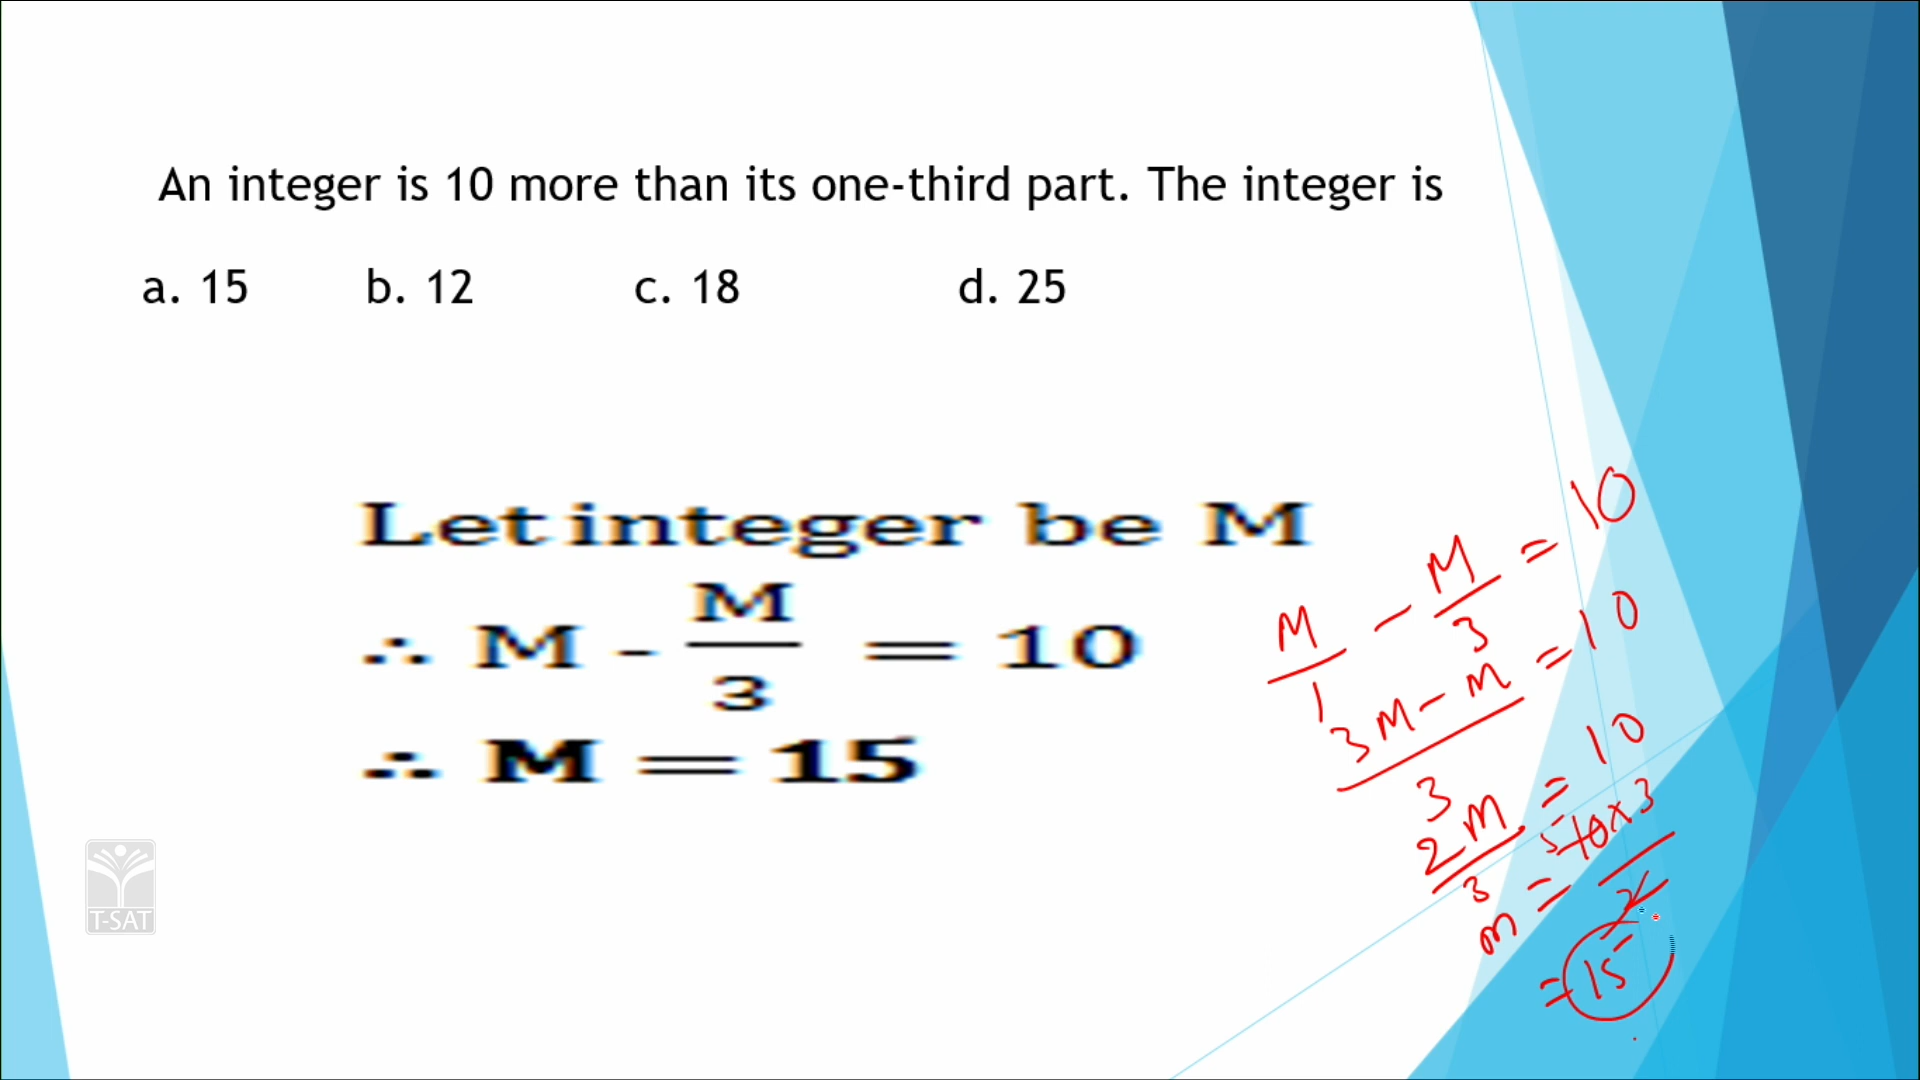 An integer is 10 more than its one-third part. The integer is
a. 15 b. 12 c. 18 d. 25
Let integer be M
∴ M - M/3 = 10
∴ M = 15
M/1 - M/3 = 10
3M - M/3 = 10
2M/3 = 10
M = 5 10 x 3/2
= 15
T-SAT